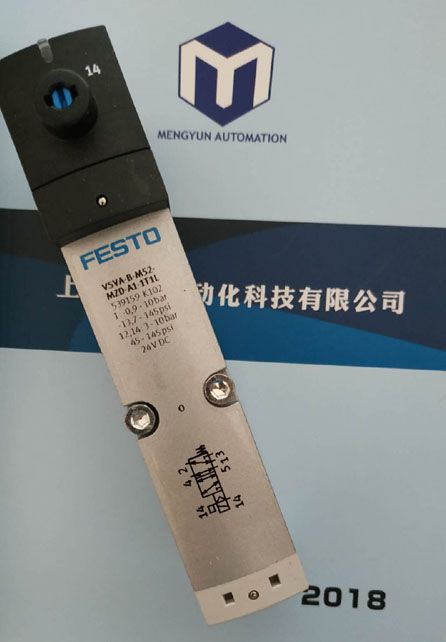 14
MENGYUN AUTOMATION
FESTO
VSVA-B-M52-
MZD-A1-1T1L
539159 K102
1: -0,9 - 10 bar
-13,7 - 145 psi
12,14: 3 - 10 bar
45 - 145 psi
24V DC
上
动化科技有限公司
0
4 2
5 1 3
14
14
2018